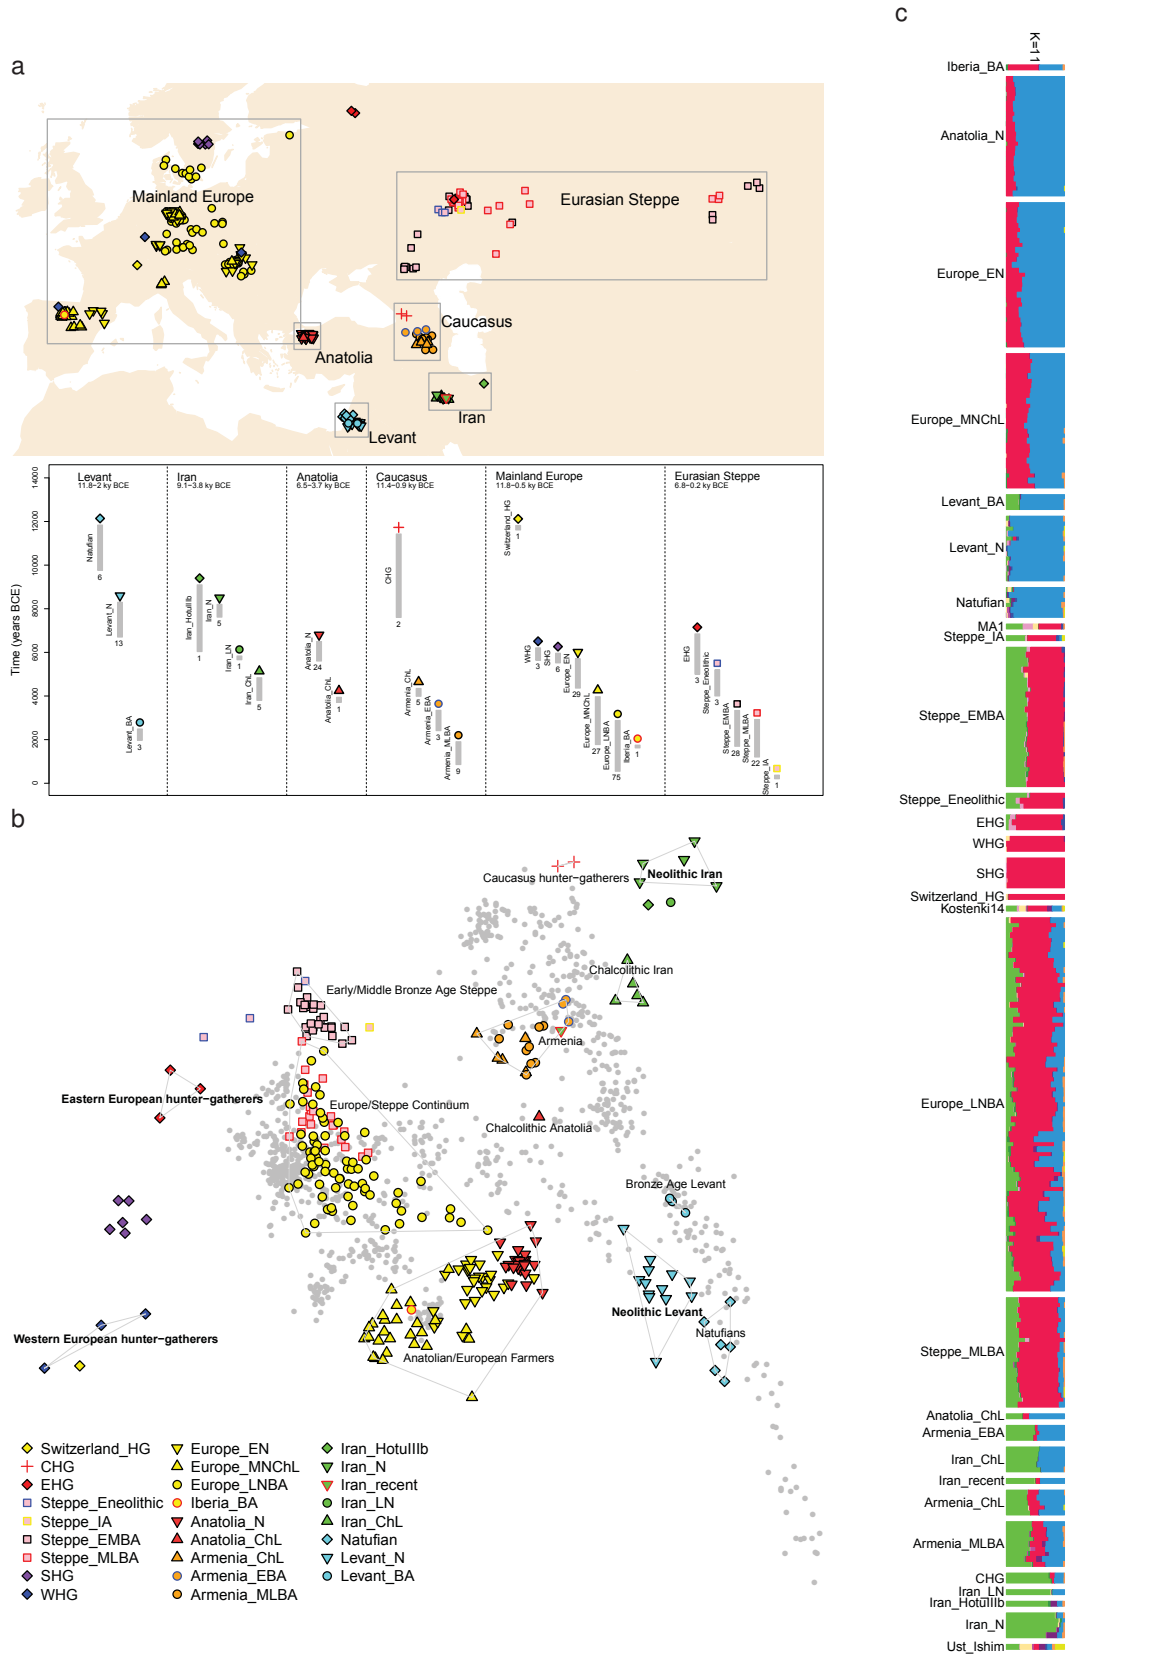 a
Mainland Europe
Eurasian Steppe
Caucasus
Anatolia
Iran
Levant
Time (years BCE)
14000
12000
10000
8000
6000
4000
2000
0
Levant
11.8−2 ky BCE
Natufian
6
Levant_N
13
Levant_BA
3
Iran
9.1−3.8 ky BCE
Iran_HotuIIIb
1
Iran_N
5
Iran_LN
1
Iran_ChL
5
Anatolia
6.5−3.7 ky BCE
Anatolia_N
24
Anatolia_ChL
1
Caucasus
11.4−0.9 ky BCE
CHG
2
Armenia_ChL
5
Armenia_EBA
3
Armenia_MLBA
9
Mainland Europe
11.8−0.5 ky BCE
Switzerland_HG
1
WHG
3
SHG
6
Europe_EN
29
Europe_MNChL
27
Europe_LNBA
75
Iberia_BA
1
Eurasian Steppe
6.8−0.2 ky BCE
EHG
3
Steppe_Eneolithic
3
Steppe_EMBA
28
Steppe_MLBA
22
Steppe_IA
1
b
Caucasus hunter−gatherers
Neolithic Iran
Chalcolithic Iran
Early/Middle Bronze Age Steppe
Armenia
Eastern European hunter−gatherers
Europe/Steppe Continuum
Chalcolithic Anatolia
Bronze Age Levant
Neolithic Levant
Natufians
Western European hunter−gatherers
Anatolian/European Farmers
Switzerland_HG
CHG
EHG
Steppe_Eneolithic
Steppe_IA
Steppe_EMBA
Steppe_MLBA
SHG
WHG
Europe_EN
Europe_MNChL
Europe_LNBA
Iberia_BA
Anatolia_N
Anatolia_ChL
Armenia_ChL
Armenia_EBA
Armenia_MLBA
Iran_HotuIIIb
Iran_N
Iran_recent
Iran_LN
Iran_ChL
Natufian
Levant_N
Levant_BA
c
K=11
Iberia_BA
Anatolia_N
Europe_EN
Europe_MNChL
Levant_BA
Levant_N
Natufian
MA1
Steppe_IA
Steppe_EMBA
Steppe_Eneolithic
EHG
WHG
SHG
Switzerland_HG
Kostenki14
Europe_LNBA
Steppe_MLBA
Anatolia_ChL
Armenia_EBA
Iran_ChL
Iran_recent
Armenia_ChL
Armenia_MLBA
CHG
Iran_LN
Iran_HotuIIIb
Iran_N
Ust_Ishim